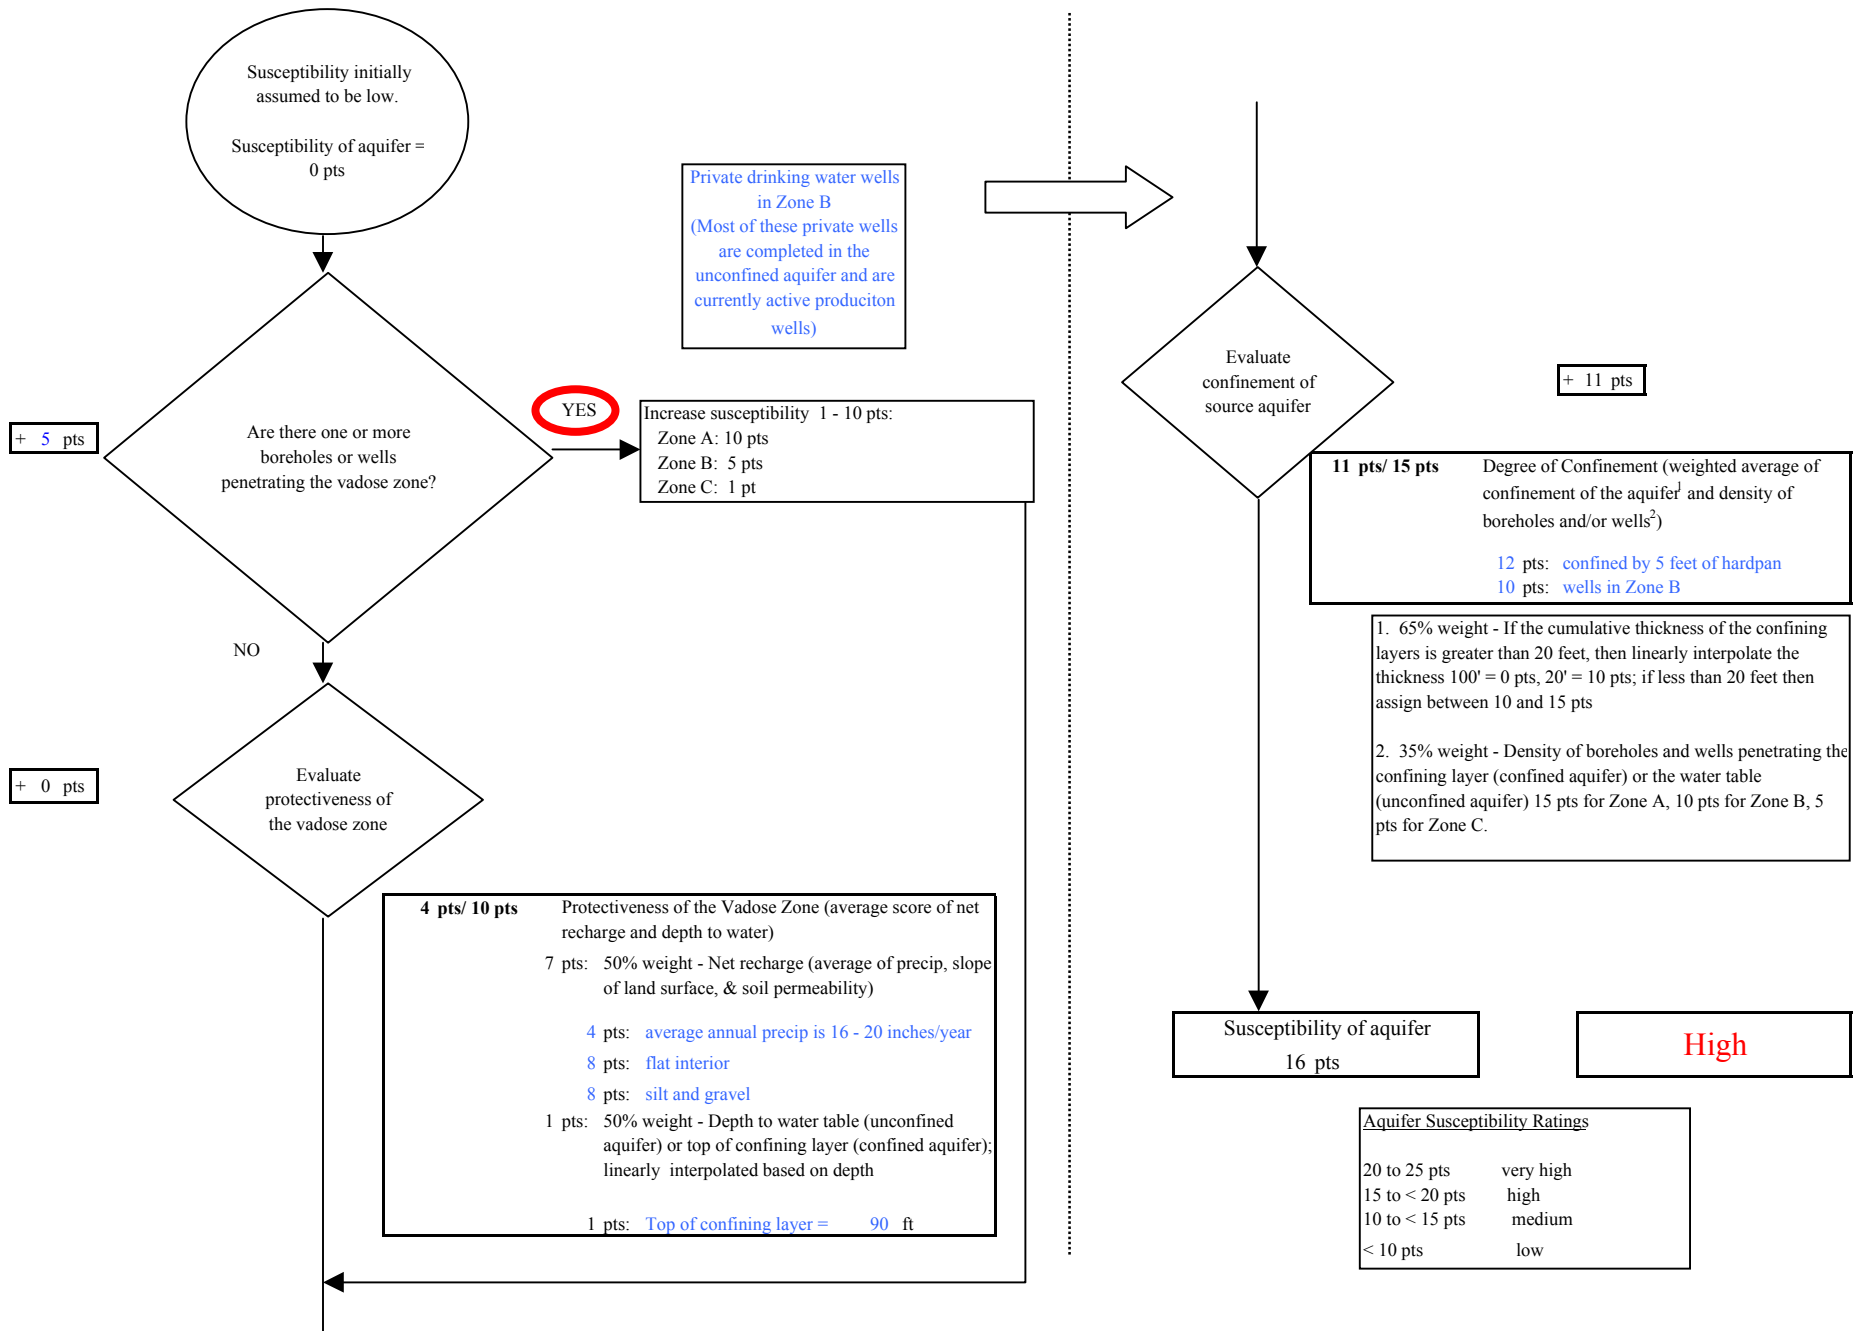 Susceptibility initially
assumed to be low.
Susceptibility of aquifer =
0 pts
Private drinking water wells
in Zone B
(Most of these private wells
are completed in the
unconfined aquifer and are
currently active produciton
wells)
+ 5 pts
Are there one or more
boreholes or wells
penetrating the vadose zone?
YES
Increase susceptibility 1 - 10 pts:
Zone A: 10 pts
Zone B: 5 pts
Zone C: 1 pt
NO
+ 0 pts
Evaluate
protectiveness of
the vadose zone
4 pts/ 10 pts
Protectiveness of the Vadose Zone (average score of net
recharge and depth to water)
7 pts: 50% weight - Net recharge (average of precip, slope
of land surface, & soil permeability)
4 pts: average annual precip is 16 - 20 inches/year
8 pts: flat interior
8 pts: silt and gravel
1 pts: 50% weight - Depth to water table (unconfined
aquifer) or top of confining layer (confined aquifer);
linearly interpolated based on depth
1 pts: Top of confining layer = 90 ft
Evaluate
confinement of
source aquifer
+ 11 pts
11 pts/ 15 pts
Degree of Confinement (weighted average of
confinement of the aquifer1 and density of
boreholes and/or wells2)
12 pts: confined by 5 feet of hardpan
10 pts: wells in Zone B
1. 65% weight - If the cumulative thickness of the confining
layers is greater than 20 feet, then linearly interpolate the
thickness 100' = 0 pts, 20' = 10 pts; if less than 20 feet then
assign between 10 and 15 pts
2. 35% weight - Density of boreholes and wells penetrating the
confining layer (confined aquifer) or the water table
(unconfined aquifer) 15 pts for Zone A, 10 pts for Zone B, 5
pts for Zone C.
Susceptibility of aquifer
16 pts
High
Aquifer Susceptibility Ratings
20 to 25 pts very high
15 to < 20 pts high
10 to < 15 pts medium
< 10 pts low